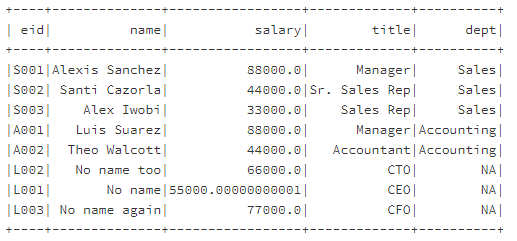 +----+-------------+-----------------+-------------+----------+
| eid|         name|           salary|        title|      dept|
+----+-------------+-----------------+-------------+----------+
|S001|Alexis Sanchez|          88000.0|      Manager|     Sales|
|S002| Santi Cazorla|          44000.0|Sr. Sales Rep|     Sales|
|S003|    Alex Iwobi|          33000.0|    Sales Rep|     Sales|
|A001|   Luis Suarez|          88000.0|      Manager|Accounting|
|A002|  Theo Walcott|          44000.0|   Accountant|Accounting|
|L002|   No name too|          66000.0|          CTO|        NA|
|L001|       No name|55000.00000000001|          CEO|        NA|
|L003| No name again|          77000.0|          CFO|        NA|
+----+-------------+-----------------+-------------+----------+